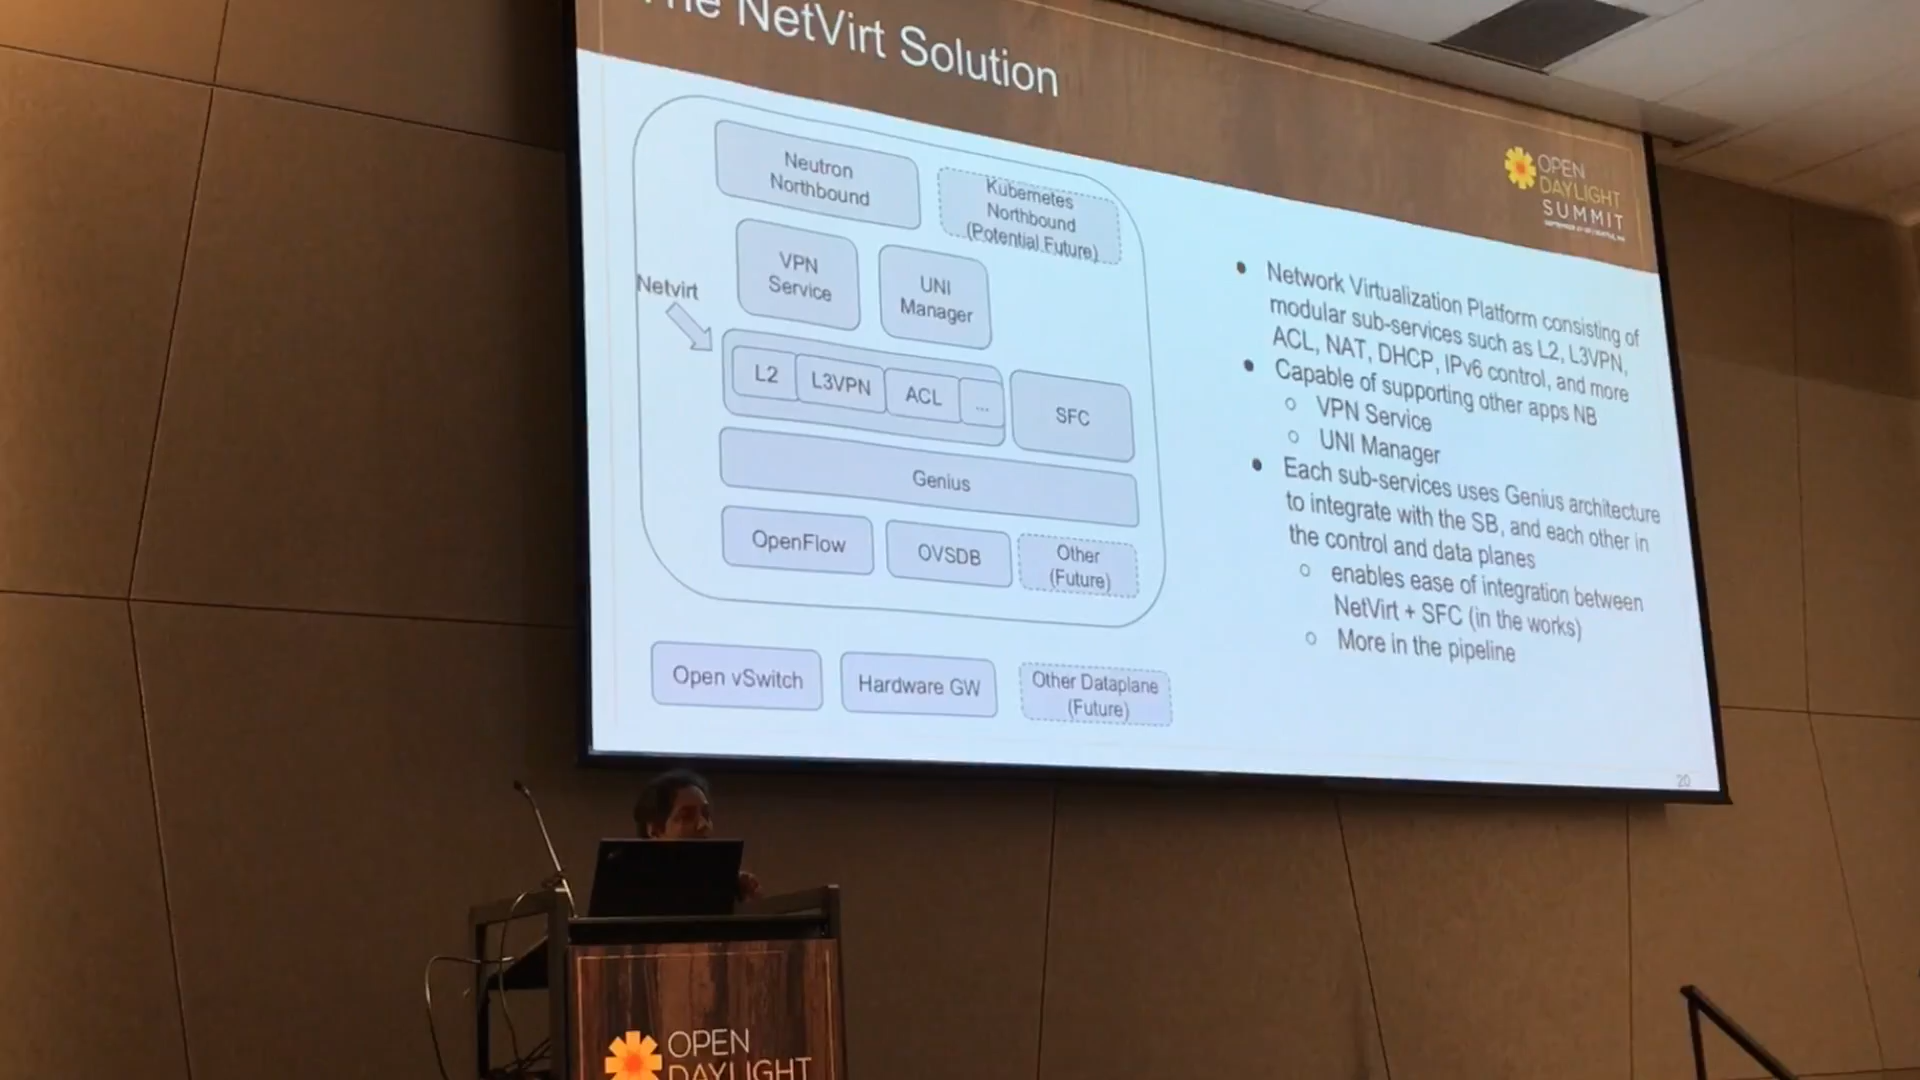 The NetVirt Solution
OPEN
DAYLIGHT
SUMMIT
Neutron
Northbound
Kubernetes
Northbound
(Potential Future)
VPN
Service
UNI
Manager
Netvirt
L2
L3VPN
ACL
...
SFC
Genius
OpenFlow
OVSDB
Other
(Future)
Open vSwitch
Hardware GW
Other Dataplane
(Future)
● Network Virtualization Platform consisting of
modular sub-services such as L2, L3VPN,
ACL, NAT, DHCP, IPv6 control, and more
● Capable of supporting other apps NB
○ VPN Service
○ UNI Manager
● Each sub-services uses Genius architecture
to integrate with the SB, and each other in
the control and data planes
○ enables ease of integration between
NetVirt + SFC (in the works)
○ More in the pipeline
20
OPEN
DAYLIGHT